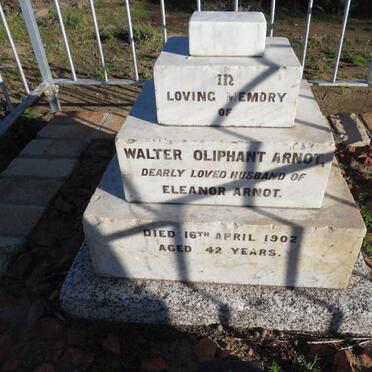 In
LOVING MEMORY
OF
WALTER OLIPHANT ARNOT,
DEARLY LOVED HUSBAND OF
ELEANOR ARNOT.
DIED 16TH APRIL 1902
AGED 42 YEARS.